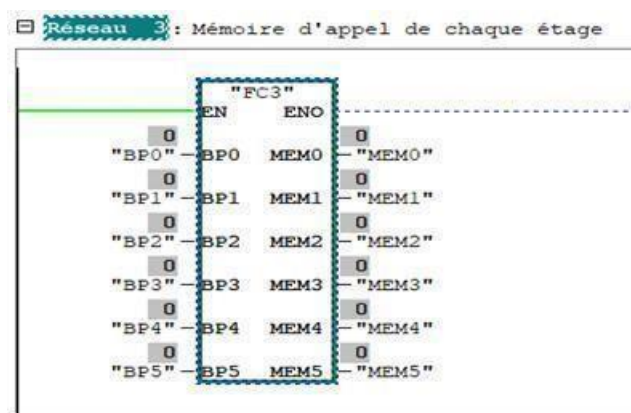 Réseau 3: Mémoire d'appel de chaque étage
"FC3"
EN ENO
0 0
"BP0" BP0 MEM0 "MEM0"
0 0
"BP1" BP1 MEM1 "MEM1"
0 0
"BP2" BP2 MEM2 "MEM2"
0 0
"BP3" BP3 MEM3 "MEM3"
0 0
"BP4" BP4 MEM4 "MEM4"
0 0
"BP5" BP5 MEM5 "MEM5"